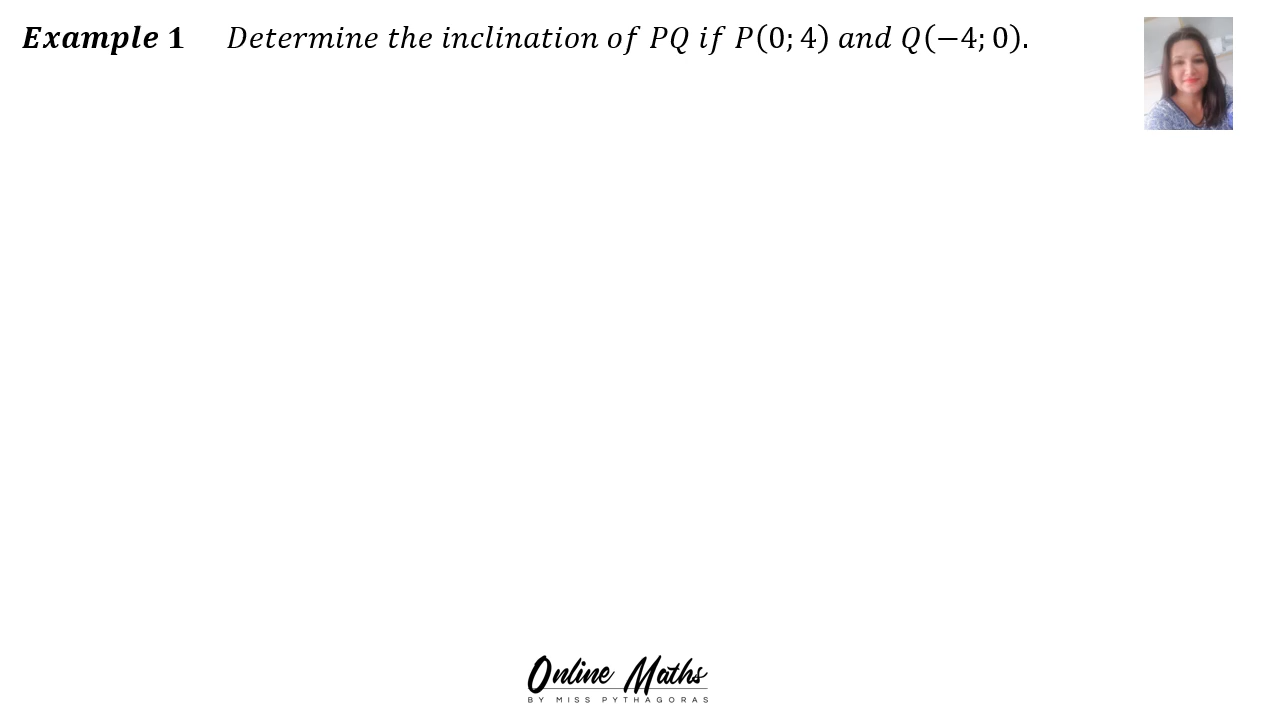 Example 1 Determine the inclination of PQ if P(0; 4) and Q(−4; 0).
Online Maths
BY MISS PYTHAGORAS